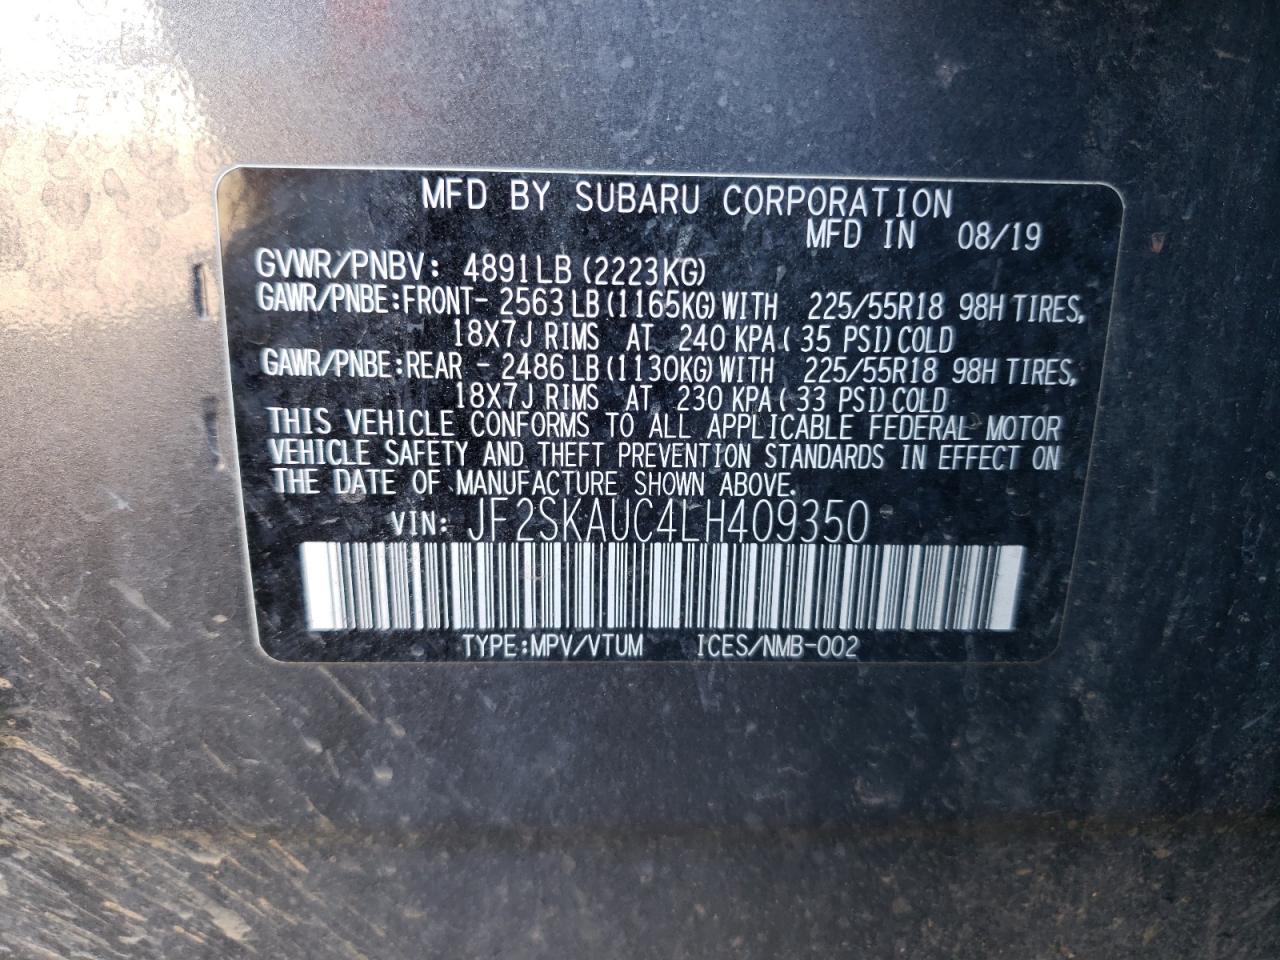 MFD BY SUBARU CORPORATION
MFD IN 08/19
GVWR/PNBV: 4891LB (2223KG)
GAWR/PNBE:FRONT- 2563 LB (1165KG) WITH 225/55R18 98H TIRES,
18X7J RIMS AT 240 KPA ( 35 PSI) COLD
GAWR/PNBE:REAR - 2486 LB (1130KG) WITH 225/55R18 98H TIRES,
18X7J RIMS AT 230 KPA ( 33 PSI) COLD
THIS VEHICLE CONFORMS TO ALL APPLICABLE FEDERAL MOTOR
VEHICLE SAFETY AND THEFT PREVENTION STANDARDS IN EFFECT ON
THE DATE OF MANUFACTURE SHOWN ABOVE.
VIN: JF2SKAUC4LH409350
TYPE:MPV/VTUM ICES/NMB-002